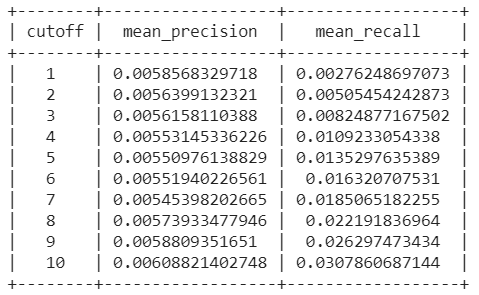 +--------+------------------+------------------+
| cutoff |  mean_precision  |   mean_recall    |
+--------+------------------+------------------+
|   1    | 0.0058568329718  | 0.00276248697073 |
|   2    | 0.0056399132321  | 0.00505454242873 |
|   3    | 0.0056158110388  | 0.00824877167502 |
|   4    | 0.00553145336226 | 0.0109233054338  |
|   5    | 0.00550976138829 | 0.0135297635389  |
|   6    | 0.00551940226561 |  0.016320707531  |
|   7    | 0.00545398202665 | 0.0185065182255  |
|   8    | 0.00573933477946 |  0.022191836964  |
|   9    | 0.0058809351651  |  0.026297473434  |
|   10   | 0.00608821402748 | 0.0307860687144  |
+--------+------------------+------------------+